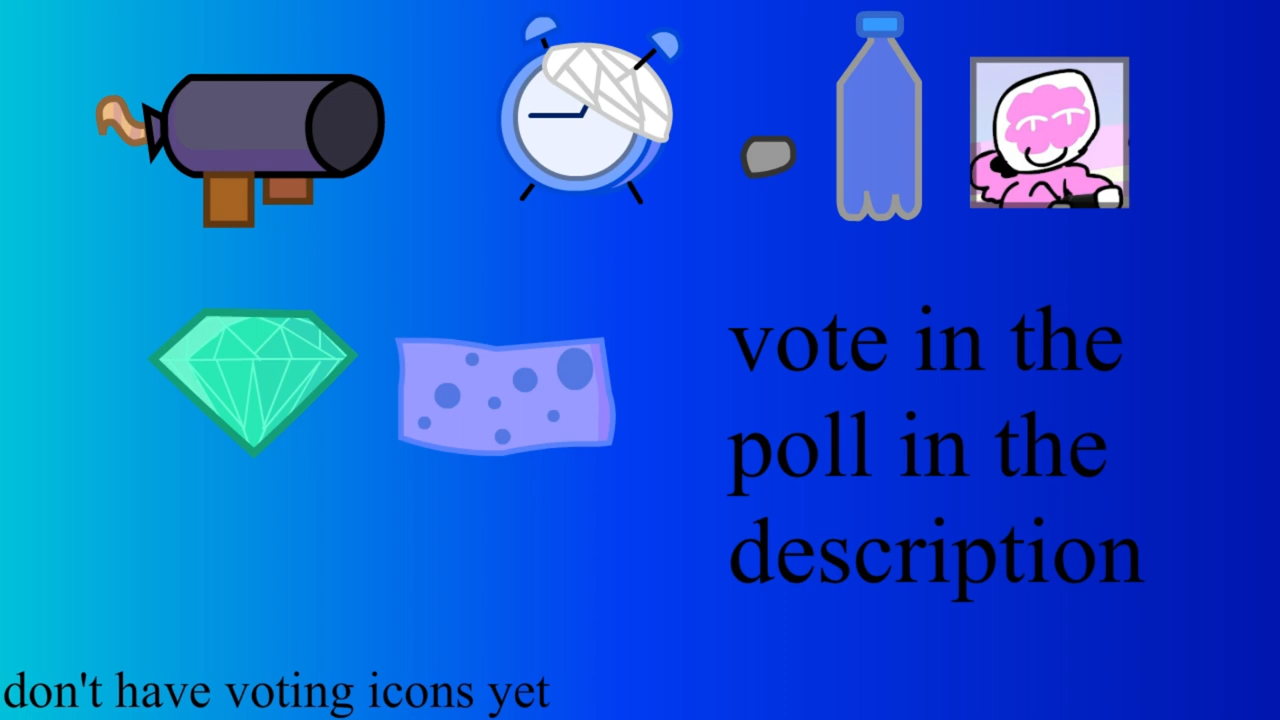 vote in the
poll in the
description
don't have voting icons yet